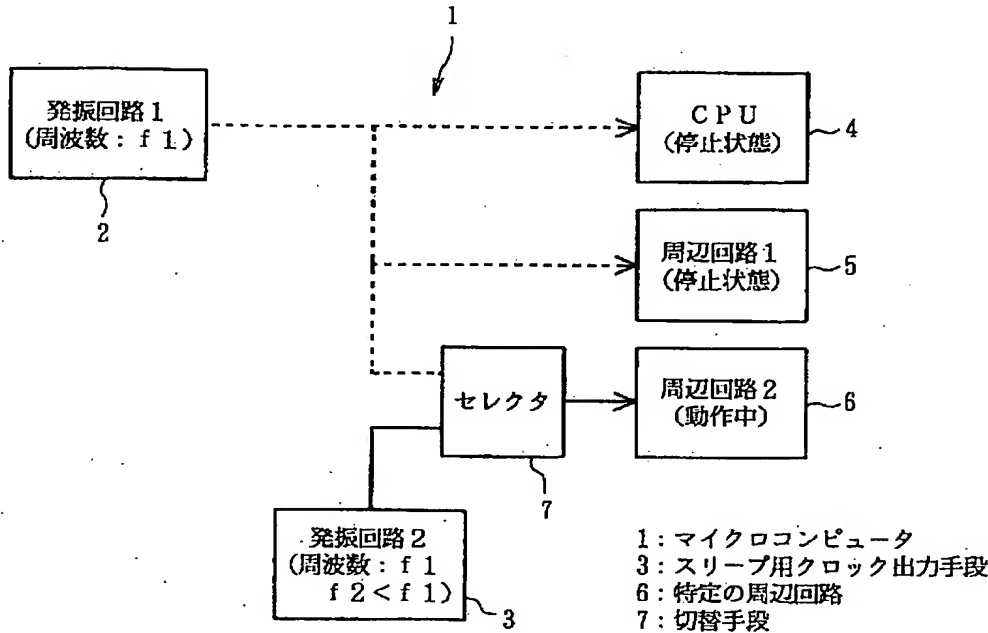 1
発振回路1
(周波数:f1)
2
CPU
(停止状態)
4
周辺回路1
(停止状態)
5
セレクタ
7
周辺回路2
(動作中)
6
発振回路2
(周波数:f1
f2<f1)
3
1:マイクロコンピュータ
3:スリープ用クロック出力手段
6:特定の周辺回路
7:切替手段